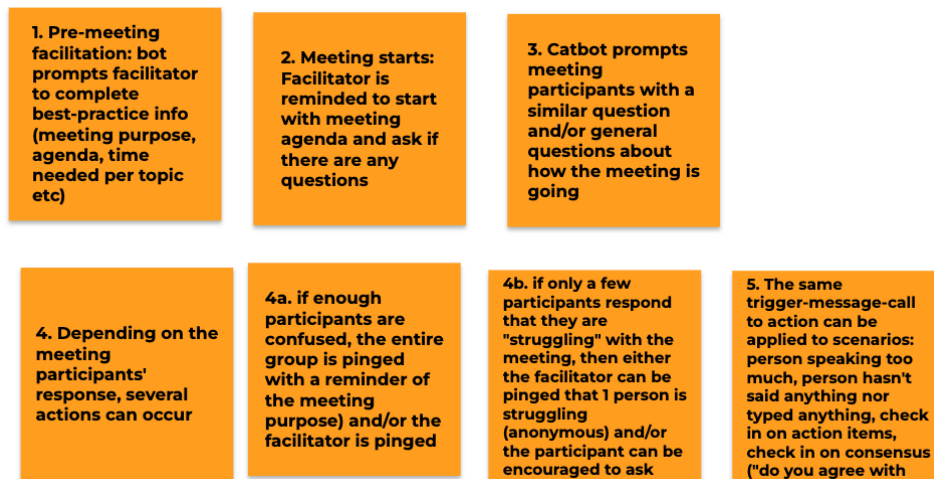 1. Pre-meeting
facilitation: bot
prompts facilitator
to complete
best-practice info
(meeting purpose,
agenda, time
needed per topic
etc)
2. Meeting starts:
Facilitator is
reminded to start
with meeting
agenda and ask if
there are any
questions
3. Catbot prompts
meeting
participants with a
similar question
and/or general
questions about
how the meeting is
going
4. Depending on the
meeting
participants'
response, several
actions can occur
4a. if enough
participants are
confused, the entire
group is pinged
with a reminder of
the meeting
purpose) and/or the
facilitator is pinged
4b. if only a few
participants respond
that they are
"struggling" with the
meeting, then either
the facilitator can be
pinged that 1 person is
struggling
(anonymous) and/or
the participant can be
encouraged to ask
5. The same
trigger-message-call
to action can be
applied to scenarios:
person speaking too
much, person hasn't
said anything nor
typed anything, check
in on action items,
check in on consensus
("do you agree with